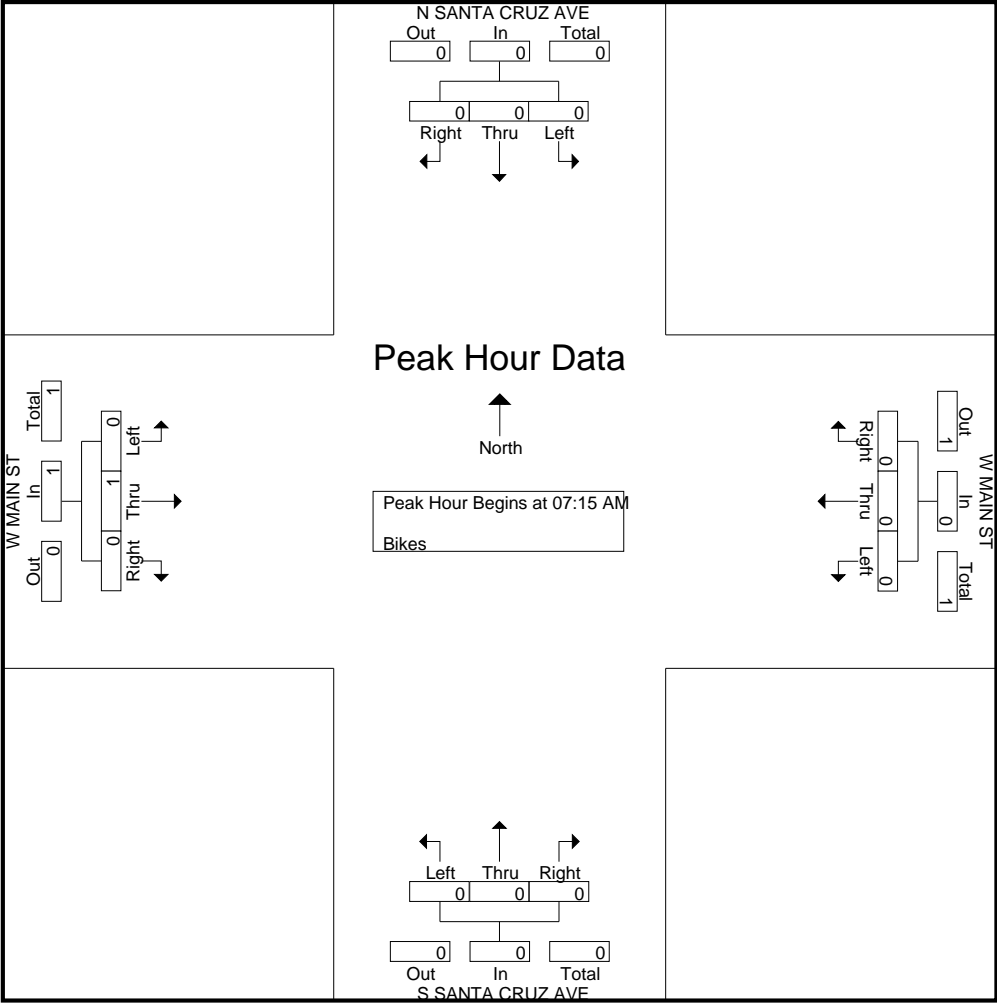 N SANTA CRUZ AVE
Out In Total
0 0 0
0 0 0
Right Thru Left
Peak Hour Data
North
Peak Hour Begins at 07:15 AM
Bikes
W MAIN ST
Total In Out
1 1 0
0 1 0
Left Thru Right
Right Thru Left
0 0 0
Out In Total
1 0 1
W MAIN ST
Left Thru Right
0 0 0
0 0 0
Out In Total
S SANTA CRUZ AVE